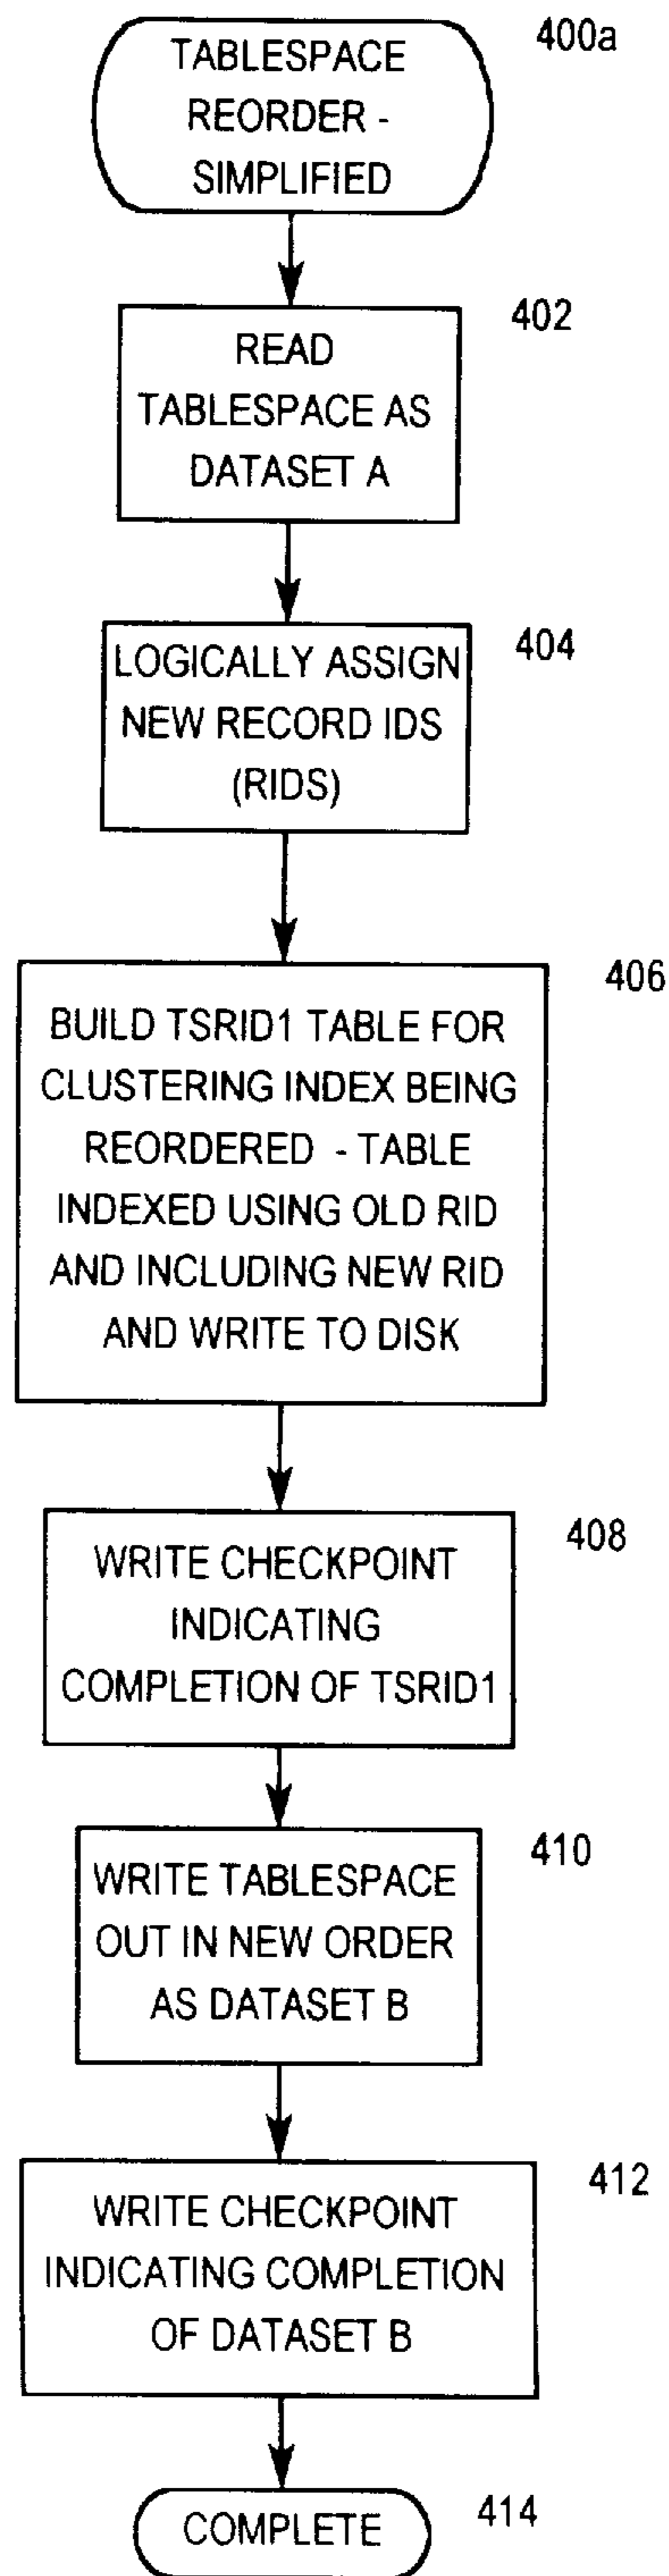 400a
TABLESPACE
REORDER -
SIMPLIFIED
402
READ
TABLESPACE AS
DATASET A
404
LOGICALLY ASSIGN
NEW RECORD IDS
(RIDS)
406
BUILD TSRID1 TABLE FOR
CLUSTERING INDEX BEING
REORDERED - TABLE
INDEXED USING OLD RID
AND INCLUDING NEW RID
AND WRITE TO DISK
408
WRITE CHECKPOINT
INDICATING
COMPLETION OF TSRID1
410
WRITE TABLESPACE
OUT IN NEW ORDER
AS DATASET B
412
WRITE CHECKPOINT
INDICATING COMPLETION
OF DATASET B
414
COMPLETE